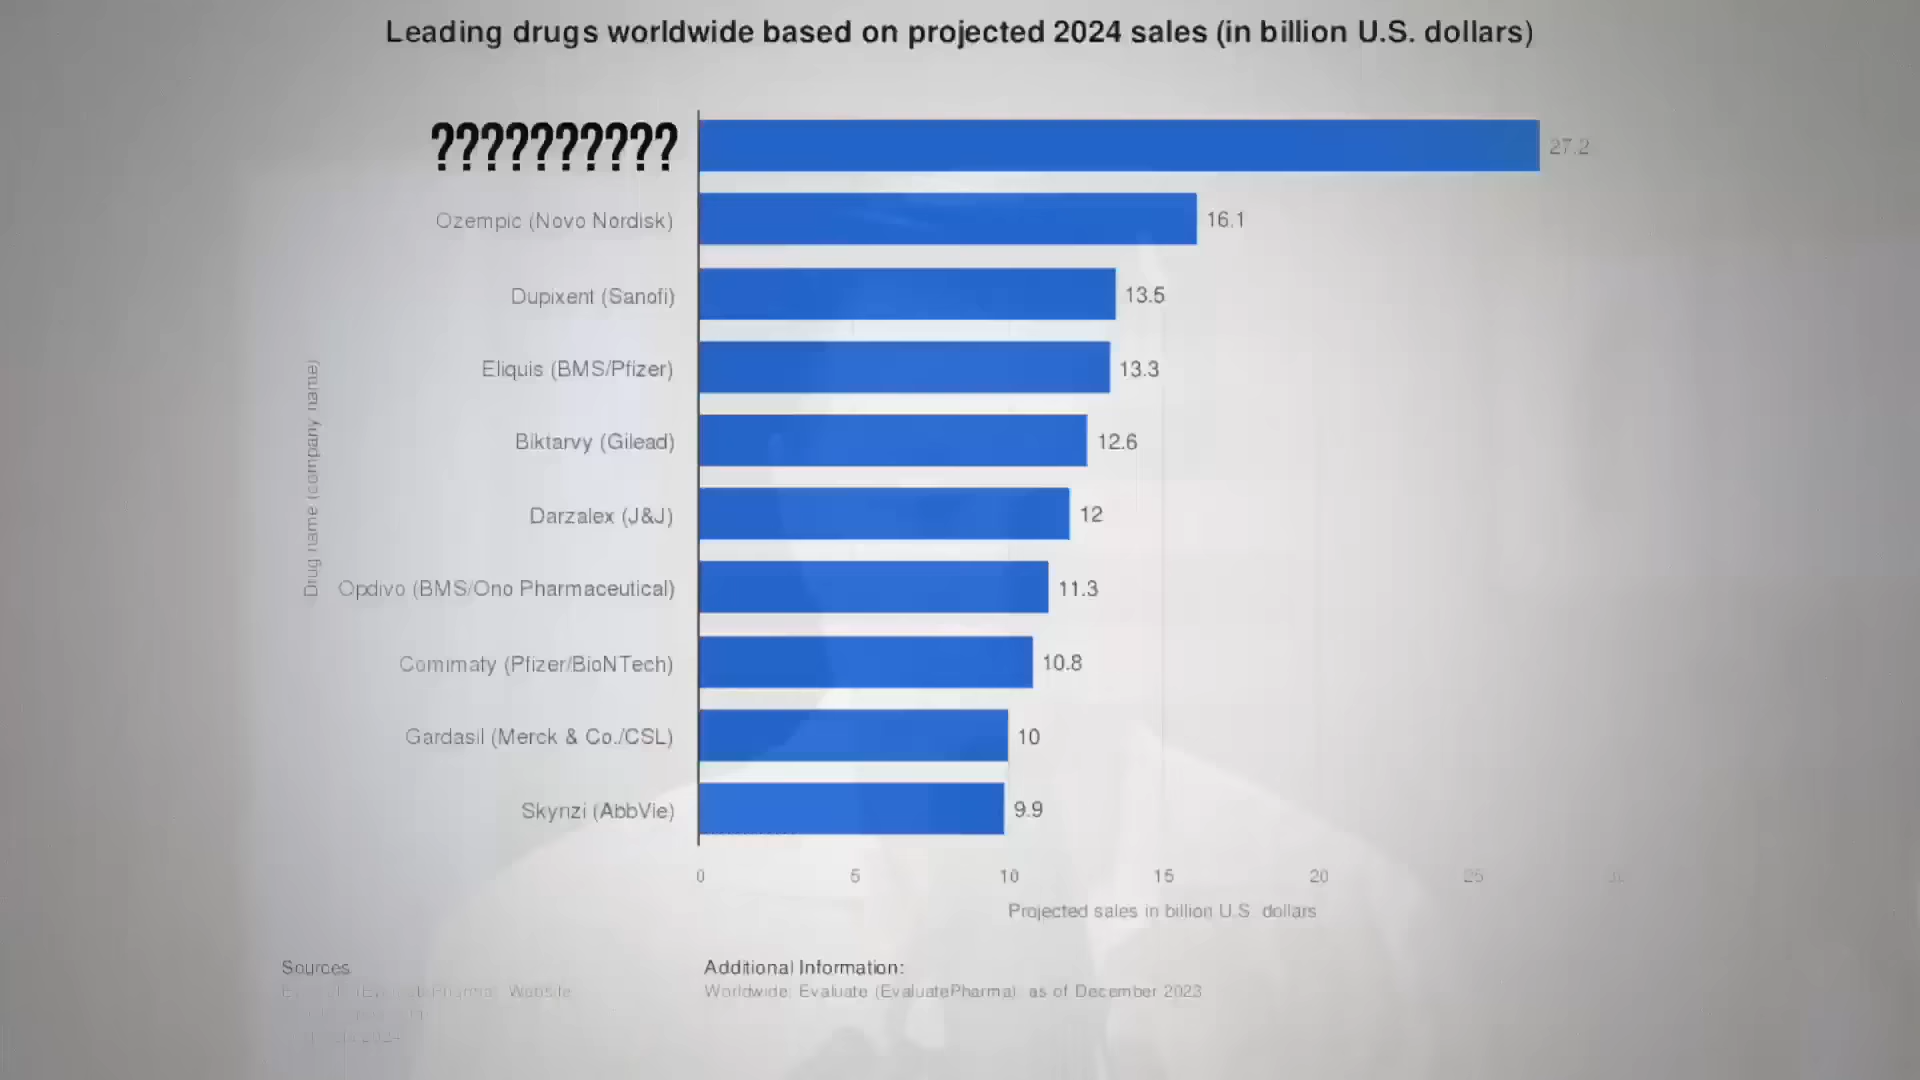 Leading drugs worldwide based on projected 2024 sales (in billion U.S. dollars)
??????????
27.2
Ozempic (Novo Nordisk)
16.1
Dupixent (Sanofi)
13.5
Eliquis (BMS/Pfizer)
13.3
Biktarvy (Gilead)
12.6
Darzalex (J&J)
12
Opdivo (BMS/Ono Pharmaceutical)
11.3
Comirnaty (Pfizer/BioNTech)
10.8
Gardasil (Merck & Co./CSL)
10
Skyrizi (AbbVie)
9.9
Drug name (company name)
0 5 10 15 20 25
Projected sales in billion U.S. dollars
Sources
Website
Additional Information:
Worldwide; Evaluate (EvaluatePharma); as of December 2023